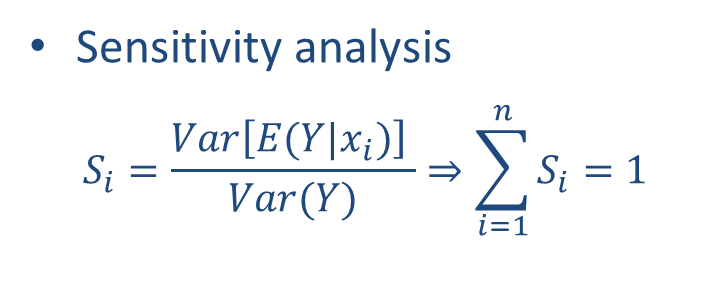 • Sensitivity analysis
S_i = Var[E(Y|x_i)] / Var(Y) ⇒ ∑_{i=1}^{n} S_i = 1